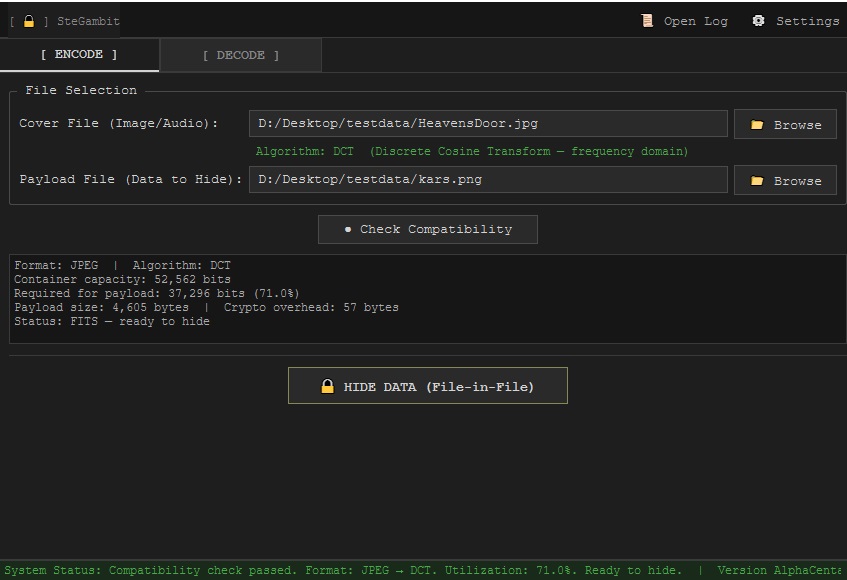 [ 🔒 ] SteGambit
📜 Open Log ⚙ Settings
[ ENCODE ] [ DECODE ]
File Selection
Cover File (Image/Audio): D:/Desktop/testdata/HeavensDoor.jpg 📁 Browse
Algorithm: DCT (Discrete Cosine Transform — frequency domain)
Payload File (Data to Hide): D:/Desktop/testdata/kars.png 📁 Browse
● Check Compatibility
Format: JPEG | Algorithm: DCT
Container capacity: 52,562 bits
Required for payload: 37,296 bits (71.0%)
Payload size: 4,605 bytes | Crypto overhead: 57 bytes
Status: FITS — ready to hide
🔒 HIDE DATA (File-in-File)
System Status: Compatibility check passed. Format: JPEG → DCT. Utilization: 71.0%. Ready to hide. | Version AlphaCenta